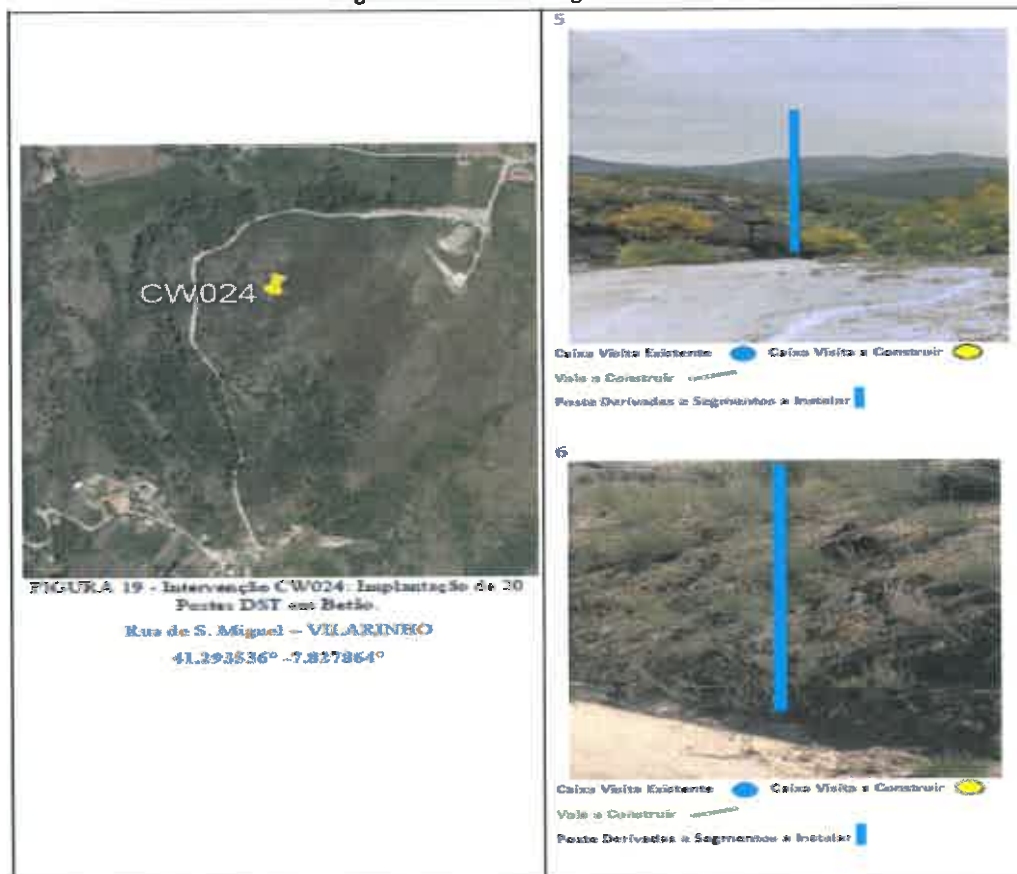 CW024
FIGURA 19 - Intervenção CW024: Implantação de 20
Postes DST em Betão.
Rua de S. Miguel – VILARINHO
41.293536° -7.827864°
5
Caixa Visita Existente Caixa Visita a Construir
Vala a Construir
Poste Derivadas e Segmentos a Instalar
6
Caixa Visita Existente Caixa Visita a Construir
Vala a Construir
Poste Derivadas e Segmentos a Instalar